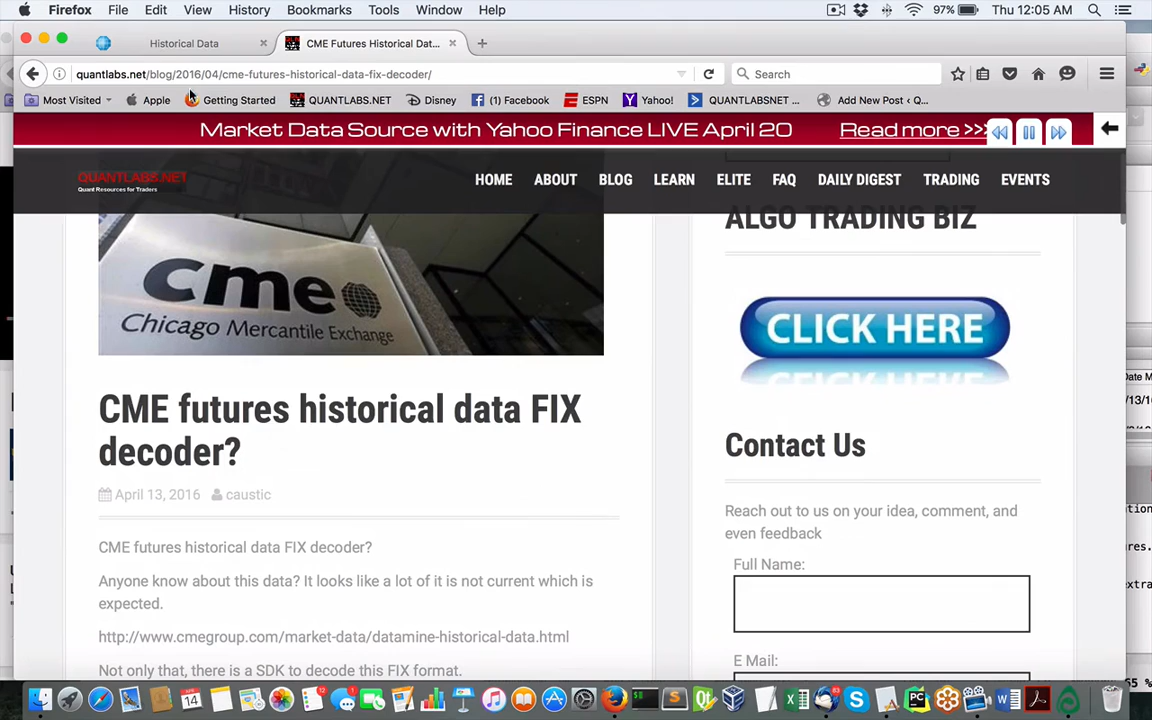 Firefox File Edit View History Bookmarks Tools Window Help 97% Thu 12:05 AM
Historical Data CME Futures Historical Dat...
quantlabs.net/blog/2016/04/cme-futures-historical-data-fix-decoder/ Search
Most Visited Apple Getting Started QUANTLABS.NET Disney (1) Facebook ESPN Yahoo! QUANTLABSNET ... Add New Post ‹ Q...
Market Data Source with Yahoo Finance LIVE April 20 Read more >>>
QUANTLABS.NET
Quant Resources for Traders
HOME ABOUT BLOG LEARN ELITE FAQ DAILY DIGEST TRADING EVENTS
ALGO TRADING BIZ
cme
Chicago Mercantile Exchange
CLICK HERE
CME futures historical data FIX
decoder?
April 13, 2016 caustic
CME futures historical data FIX decoder?
Anyone know about this data? It looks like a lot of it is not current which is
expected.
http://www.cmegroup.com/market-data/datamine-historical-data.html
Not only that, there is a SDK to decode this FIX format.
Contact Us
Reach out to us on your idea, comment, and
even feedback
Full Name:
E Mail:
Date M